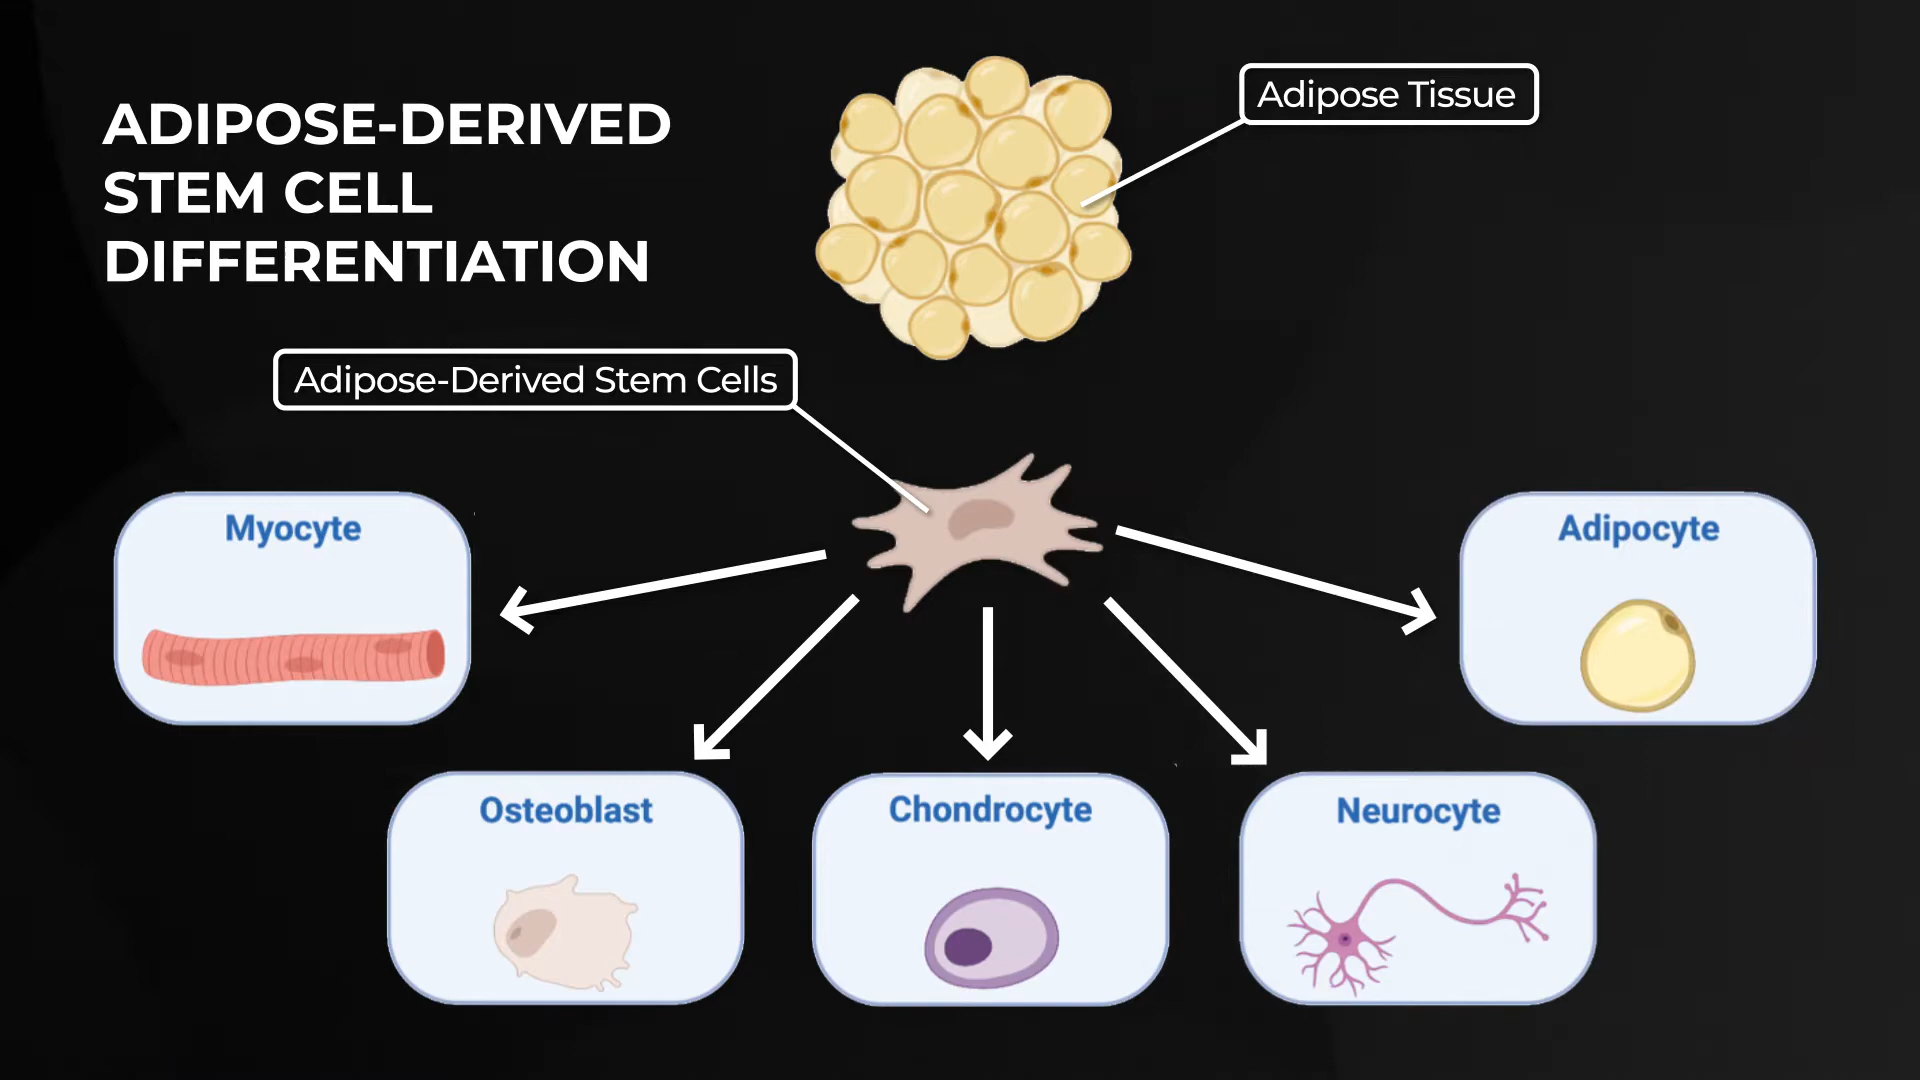 ADIPOSE-DERIVED
STEM CELL
DIFFERENTIATION
Adipose Tissue
Adipose-Derived Stem Cells
Myocyte
Adipocyte
Osteoblast
Chondrocyte
Neurocyte